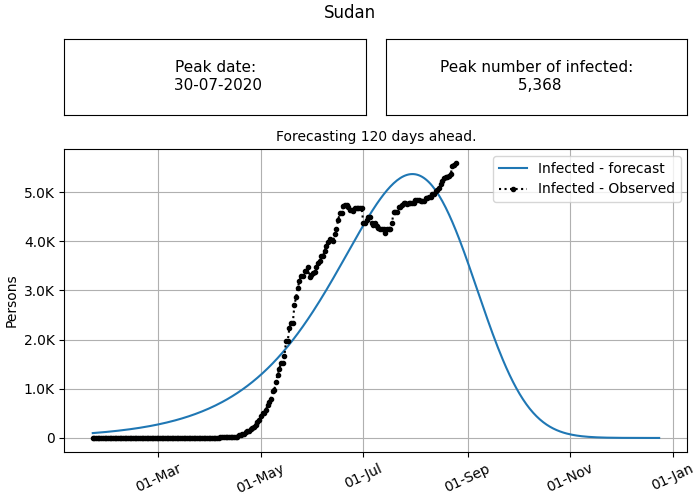 Sudan
Peak date:
30-07-2020
Peak number of infected:
5,368
Forecasting 120 days ahead.
Infected - forecast
Infected - Observed
Persons
5.0K
4.0K
3.0K
2.0K
1.0K
0
01-Mar
01-May
01-Jul
01-Sep
01-Nov
01-Jan